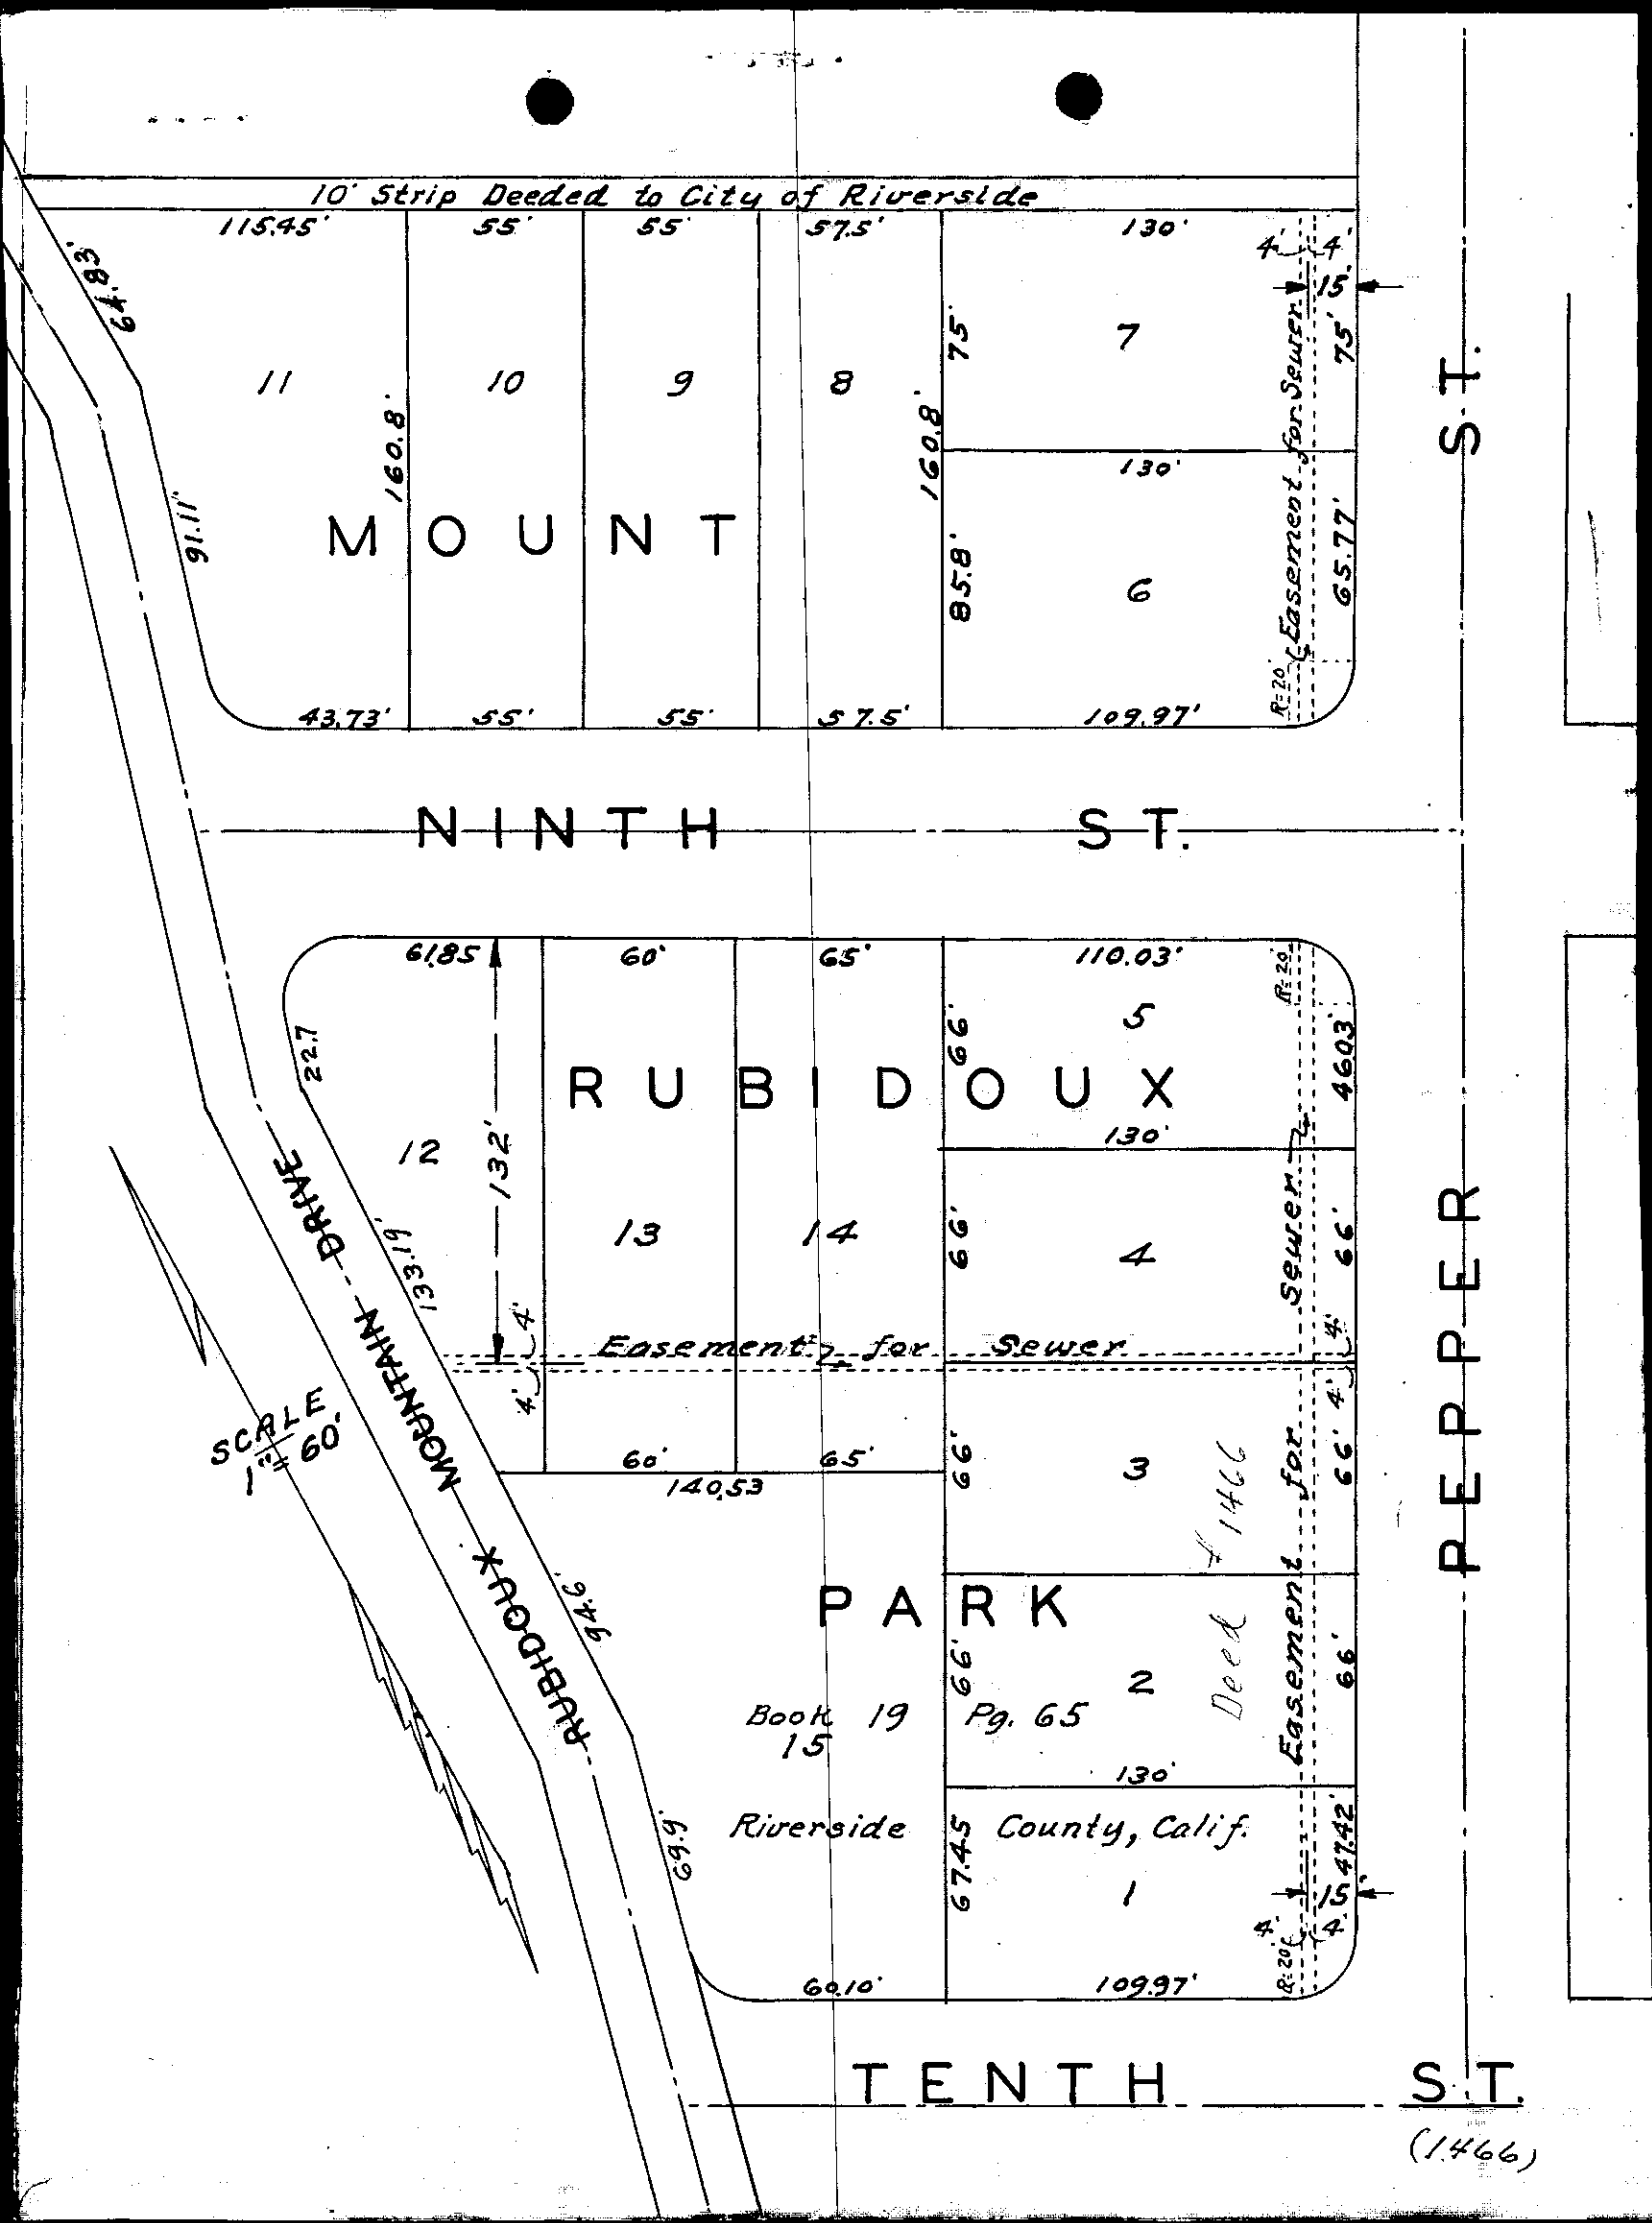 10' Strip Deeded to City of Riverside
115.45' 55' 55' 57.5' 130'
4' 4'
15'
64.83'
75' 7 75'
11 10 9 8
160.8' 160.8'
130'
Easement for Sewer
91.11'
MOUNT
85.8' 6 65.77'
R=20'
43.73' 55' 55' 57.5' 109.97'
NINTH ST.
61.85 60' 65' 110.03'
R=20'
66' 5 46.03'
22.7
RUBIDOUX
130'
12 132'
13 14 66' 4 66'
133.19'
4' 4'
Easement for Sewer
4' 4'
60' 65' 66' 3 66'
140.53
SCALE
1"= 60'
RUBIDOUX MOUNTAIN DRIVE
Easement for Sewer
Deed # 1466
94.6'
PARK
66' 2 66'
Book 19 Pg. 65
15
130'
69.9'
Riverside County, Calif.
67.45 1 47.42'
15'
4' 4'
R=20'
60.10' 109.97'
PEPPER ST.
TENTH ST.
(1466)